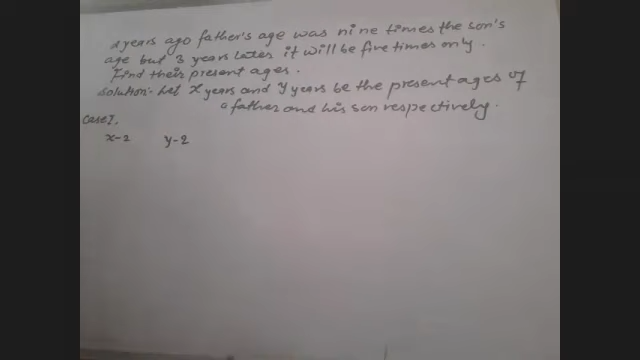 2 years ago father's age was nine times the son's
age but 3 years later it will be five times only.
Find their present ages.
Solution:- Let X years and Y years be the present ages of
a father and his son respectively.
Case I.
x-2 y-2